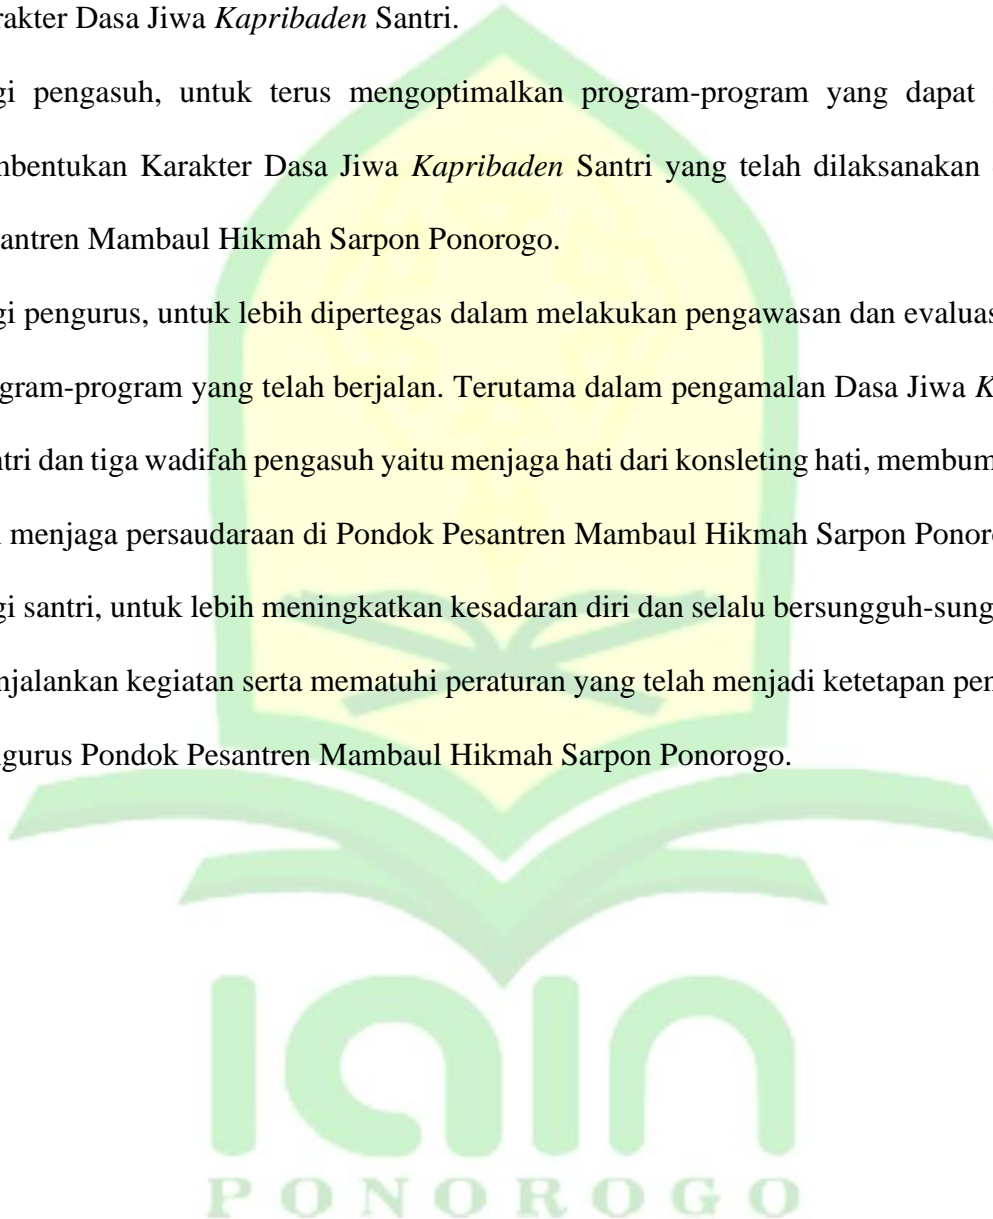 rakter Dasa Jiwa Kapribaden Santri.
gi pengasuh, untuk terus mengoptimalkan program-program yang dapat
mbentukan Karakter Dasa Jiwa Kapribaden Santri yang telah dilaksanakan
santren Mambaul Hikmah Sarpon Ponorogo.
gi pengurus, untuk lebih dipertegas dalam melakukan pengawasan dan evaluas
gram-program yang telah berjalan. Terutama dalam pengamalan Dasa Jiwa K
ntri dan tiga wadifah pengasuh yaitu menjaga hati dari konsleting hati, membum
menjaga persaudaraan di Pondok Pesantren Mambaul Hikmah Sarpon Ponoro
gi santri, untuk lebih meningkatkan kesadaran diri dan selalu bersungguh-sung
njalankan kegiatan serta mematuhi peraturan yang telah menjadi ketetapan pen
ngurus Pondok Pesantren Mambaul Hikmah Sarpon Ponorogo.
iain
PONOROGO